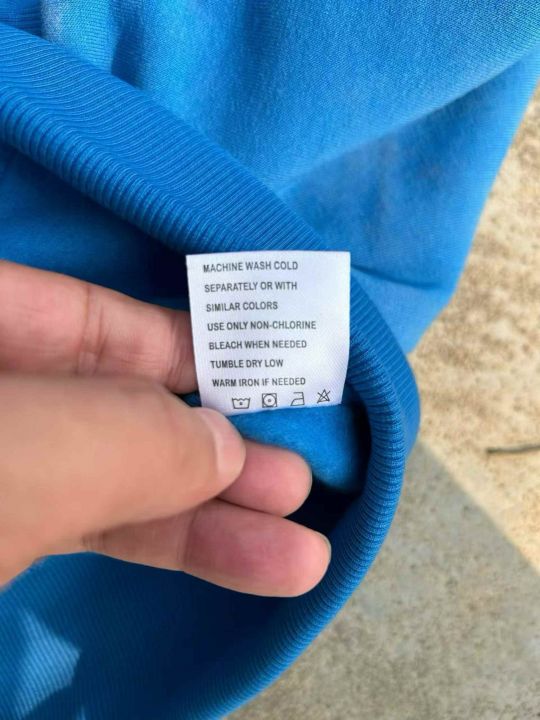 MACHINE WASH COLD
SEPARATELY OR WITH
SIMILAR COLORS
USE ONLY NON-CHLORINE
BLEACH WHEN NEEDED
TUMBLE DRY LOW
WARM IRON IF NEEDED